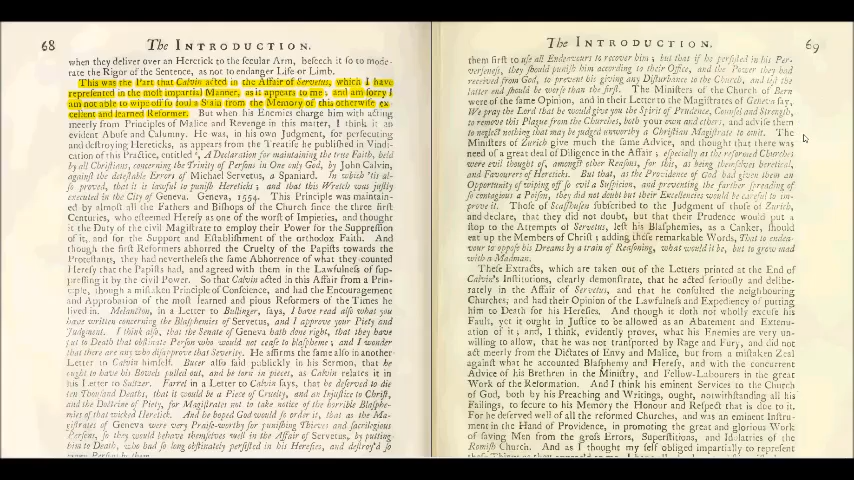 68 The INTRODUCTION.
when they deliver over an Heretick to the secular Arm, beseech it so to mode-
rate the Rigor of the Sentence, as not to endanger Life or Limb.
This was the Part that Calvin acted in the Affair of Servetus, which I have
represented in the most impartial Manner, as it appears to me; and am sorry I
am not able to wipe off so foul a Stain from the Memory of this otherwise ex-
cellent and learned Reformer. But when his Enemies charge him with acting
meerly from Principles of Malice and Revenge in this matter, I think it an
evident Abuse and Calumny. He was, in his own Judgment, for persecuting
and destroying Hereticks, as appears from the Treatise he published in Vindi-
cation of this Practice, entitled, A Declaration for maintaining the true Faith, held
by all Christians, concerning the Trinity of Persons in One only God, by John Calvin,
against the detestable Errors of Michael Servetus, a Spaniard. In which 'tis al-
so proved, that it is lawful to punish Hereticks; and that this Wretch was justly
executed in the City of Geneva. Geneva, 1554. This Principle was maintain-
ed by almost all the Fathers and Bishops of the Church since the three first
Centuries, who esteemed Heresy as one of the worst of Impieties, and thought
it the Duty of the civil Magistrate to employ their Power for the Suppression
of it, and for the Support and Establishment of the orthodox Faith. And
though the first Reformers abhorred the Cruelty of the Papists towards the
Protestants, they had nevertheless the same Abhorrence of what they counted
Heresy that the Papists had, and agreed with them in the Lawfulness of sup-
pressing it by the civil Power. So that Calvin acted in this Affair from a Prin-
ciple, though a mistaken Principle of Conscience, and had the Encouragement
and Approbation of the most learned and pious Reformers of the Times he
lived in. Melancton, in a Letter to Bullinger, says, I have read also what you
have written concerning the Blasphemies of Servetus, and I approve your Piety and
Judgment. I think also, that the Senate of Geneva hath done right, that they have
put to Death that obstinate Person who would not cease to blaspheme; and I wonder
that there are any who disapprove that Severity. He affirms the same also in another
Letter to Calvin himself. Bucer also said publickly in his Sermon, that he
ought to have his Bowels pulled out, and be torn in pieces, as Calvin relates it
in his Letter to Sultzer. Farrel in a Letter to Calvin says, that he deserved to die
ten Thousand Deaths, that it would be a Piece of Cruelty, and an Injustice to Christ,
and the Doctrine of Piety, for Magistrates not to take notice of the horrible Blasphe-
mies of that wicked Heretick. And he hoped God would so order it, that as the Ma-
gistrates of Geneva were very Praise-worthy for punishing Thieves and sacrilegious
Persons, so they would behave themselves well in the Affair of Servetus, by putting
him to Death, who had so long obstinately persisted in his Heresies, and destroy'd so
The INTRODUCTION. 69
them first to use all Endeavours to recover him; but that if he persisted in his Per-
verseness, they should punish him according to their Office, and the Power they had
received from God, to prevent his giving any Disturbance to the Church, and lest the
latter end should be worse than the first. The Ministers of the Church of Bern
were of the same Opinion, and in their Letter to the Magistrates of Geneva say,
We pray the Lord that he would give you the Spirit of Prudence, Counsel and Strength,
to remove this Plague from the Churches, both your own and others, and advise them
to neglect nothing that may be judged unworthy a Christian Magistrate to omit. The
Ministers of Zurich give much the same Advice, and thought that there was
need of a great deal of Diligence in the Affair; especially as the reformed Churches
were evil thought of, amongst other Reasons, for this, as being themselves heretical,
and Favourers of Hereticks. But that, as the Providence of God had given them an
Opportunity of wiping off so evil a Suspicion, and preventing the farther spreading of
so contagious a Poison, they did not doubt but their Excellencies would be careful to im-
prove it. Those of Scaffusen subscribed to the Judgment of those of Zurich,
and declare, that they did not doubt, but that their Prudence would put a
stop to the Attempts of Servetus, lest his Blasphemies, as a Canker, should
eat up the Members of Christ; adding these remarkable Words, That to endea-
vour to oppose his Dreams by a train of Reasoning, what would it be, but to grow mad
with a Madman.
These Extracts, which are taken out of the Letters printed at the End of
Calvin's Institutions, clearly demonstrate, that he acted seriously and delibe-
rately in the Affair of Servetus, and that he consulted the neighbouring
Churches, and had their Opinion of the Lawfulness and Expediency of putting
him to Death for his Heresies. And though it doth not wholly excuse his
Fault, yet it ought in Justice to be allowed as an Abatement and Extenu-
ation of it; and, I think, evidently proves, what his Enemies are very un-
willing to allow, that he was not transported by Rage and Fury, and did not
act meerly from the Dictates of Envy and Malice, but from a mistaken Zeal
against what he accounted Blasphemy and Heresy, and with the concurrent
Advice of his Brethren in the Ministry, and Fellow-Labourers in the great
Work of the Reformation. And I think his eminent Services to the Church
of God, both by his Preaching and Writings, ought, notwithstanding all his
Failings, to secure to his Memory the Honour and Respect that is due to it.
For he deserved well of all the reformed Churches, and was an eminent Instru-
ment in the Hand of Providence, in promoting the great and glorious Work
of saving Men from the gross Errors, Superstitions, and Idolatries of the
Romish Church. And as I thought my self obliged impartially to represent